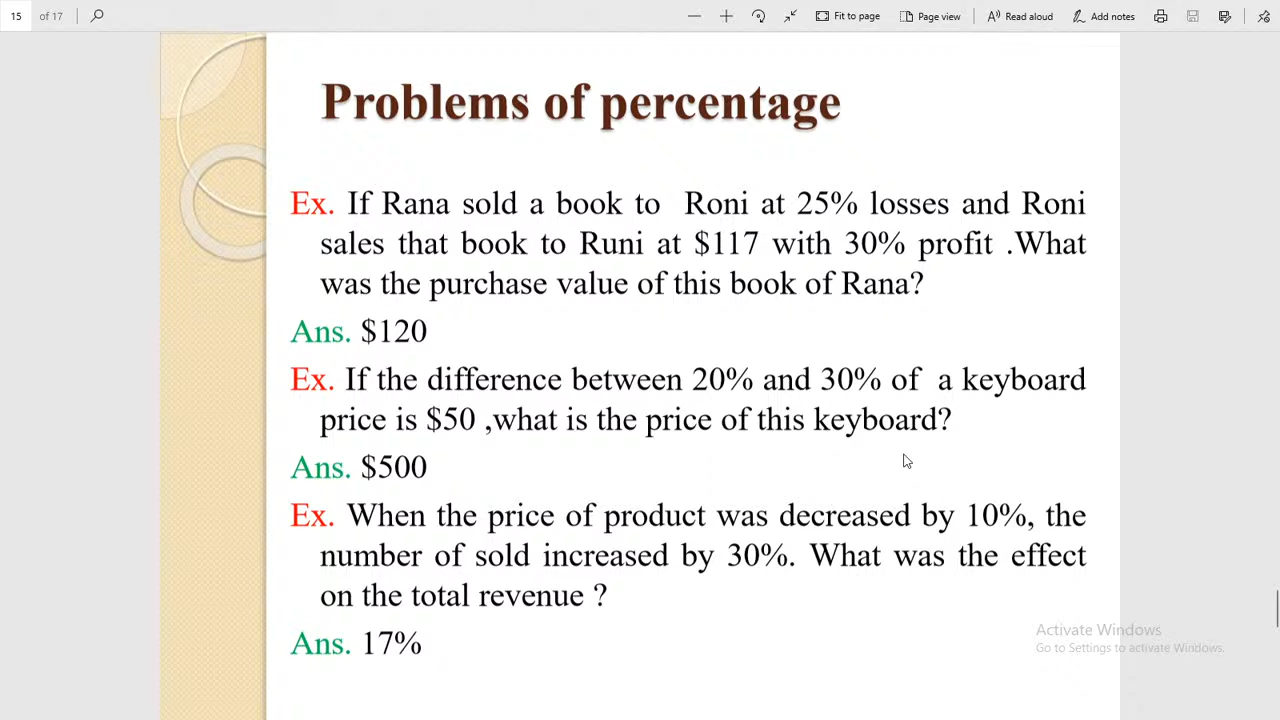 15 of 17 Fit to page Page view Read aloud Add notes
Problems of percentage
Ex. If Rana sold a book to Roni at 25% losses and Roni
sales that book to Runi at $117 with 30% profit .What
was the purchase value of this book of Rana?
Ans. $120
Ex. If the difference between 20% and 30% of a keyboard
price is $50 ,what is the price of this keyboard?
Ans. $500
Ex. When the price of product was decreased by 10%, the
number of sold increased by 30%. What was the effect
on the total revenue ?
Ans. 17%
Activate Windows
Go to Settings to activate Windows.